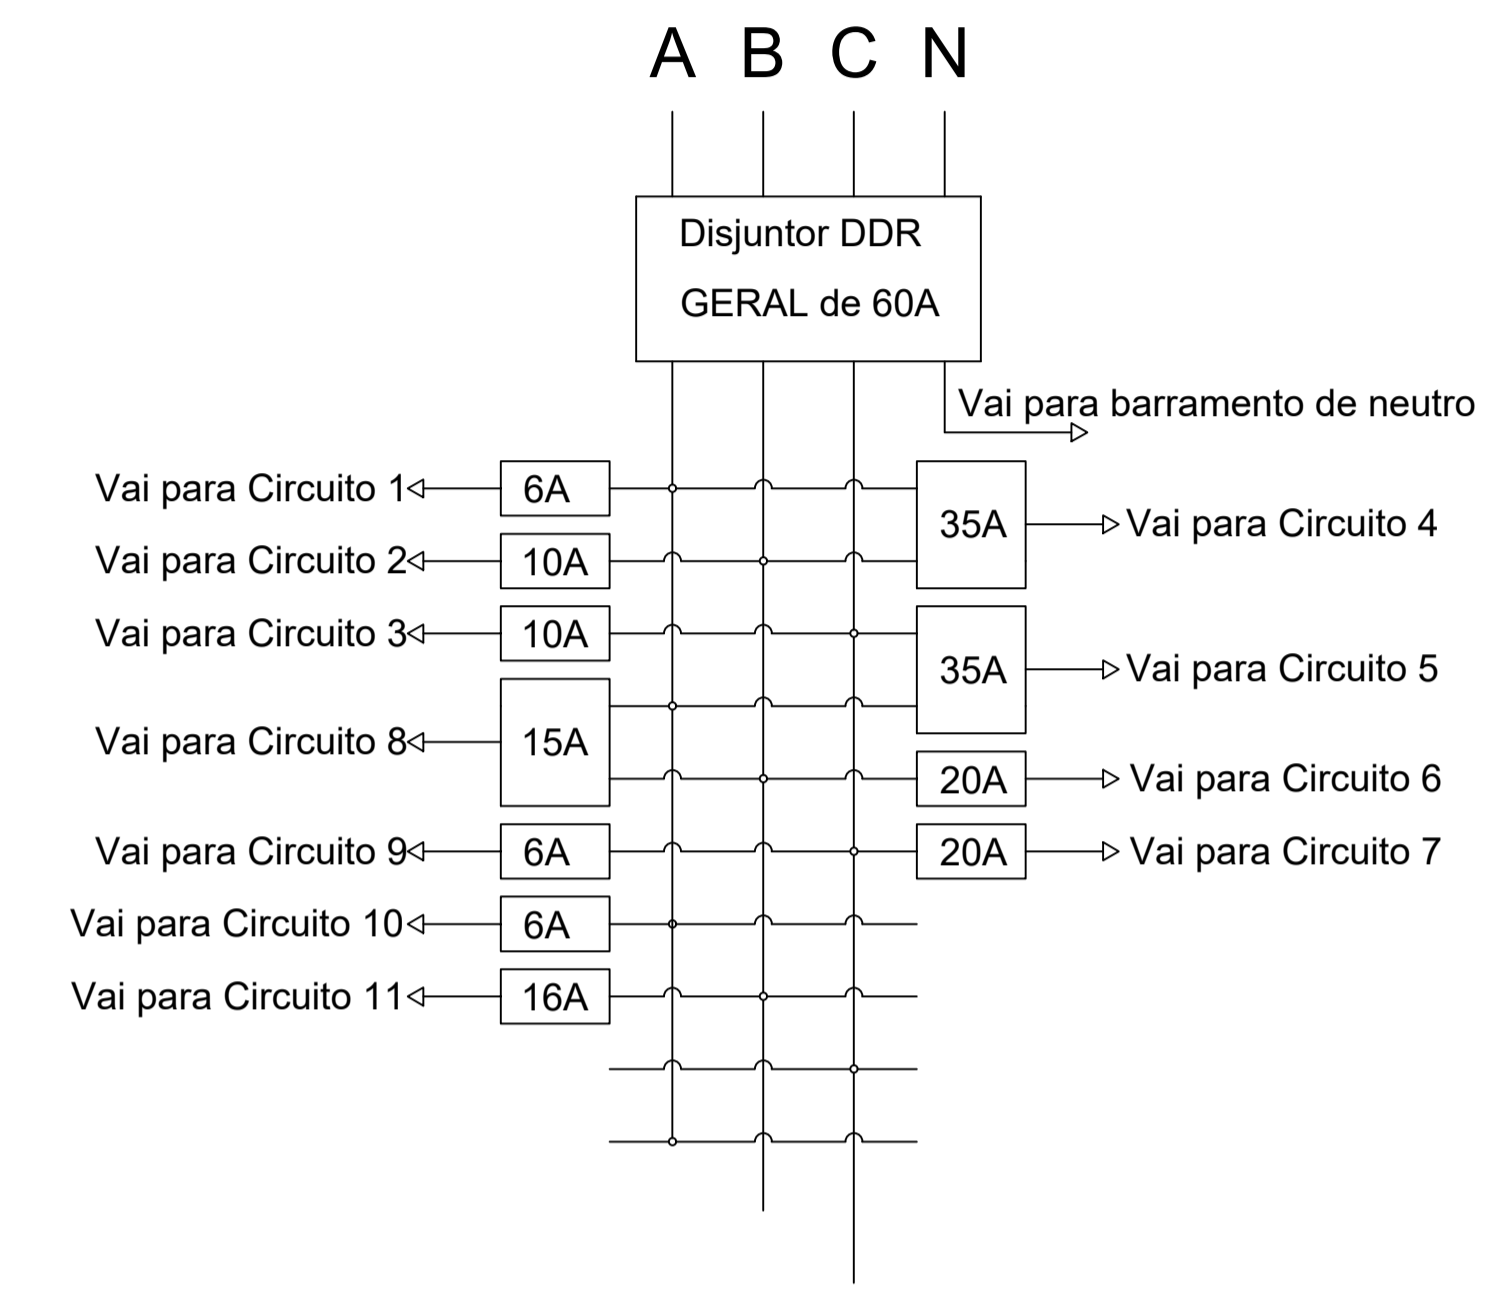 A B C N
Disjuntor DDR
GERAL de 60A
Vai para barramento de neutro
Vai para Circuito 1
6A
35A
Vai para Circuito 4
Vai para Circuito 2
10A
Vai para Circuito 3
10A
35A
Vai para Circuito 5
Vai para Circuito 8
15A
20A
Vai para Circuito 6
Vai para Circuito 9
6A
20A
Vai para Circuito 7
Vai para Circuito 10
6A
Vai para Circuito 11
16A